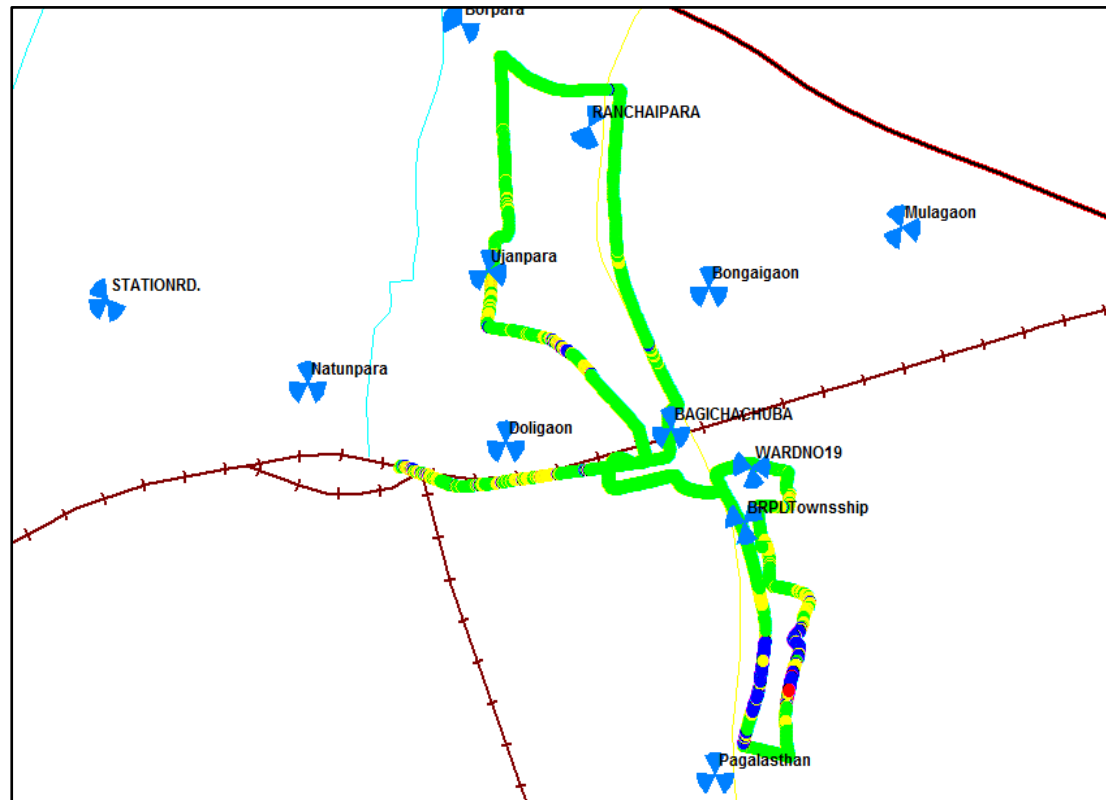 Borpara
RANCHAIPARA
Mulagaon
Ujanpara
Bongaigaon
STATIONRD.
Natunpara
BAGICHACHUBA
Doligaon
WARDNO19
BRPLTownsship
Pagalasthan